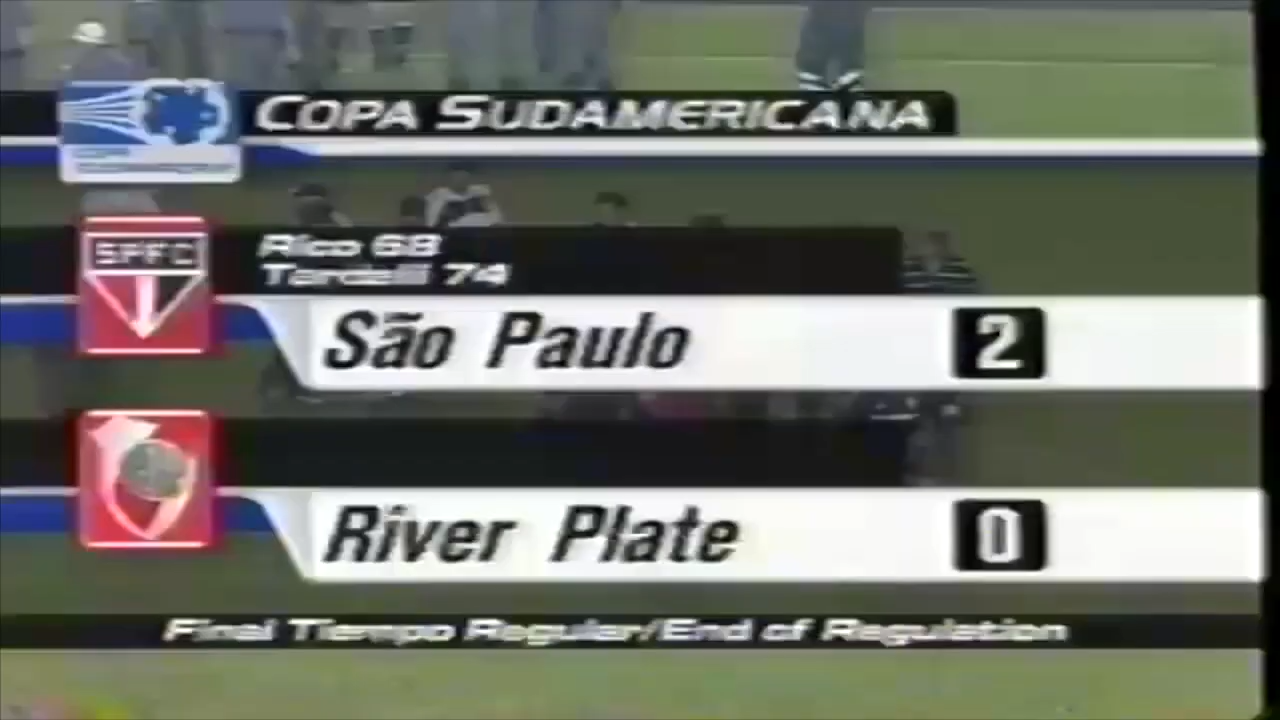 COPA SUDAMERICANA
SPFC
Rico 68
Tardelli 74
São Paulo 2
River Plate 0
Final Tiempo Regular/End of Regulation